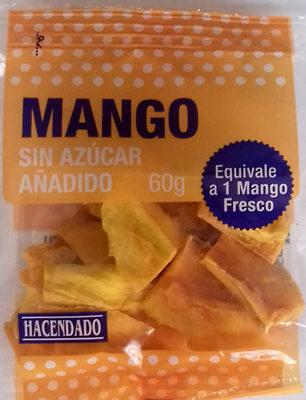 MANGO
SIN AZÚCAR
AÑADIDO 60g
Equivale
a 1 Mango
Fresco
HACENDADO